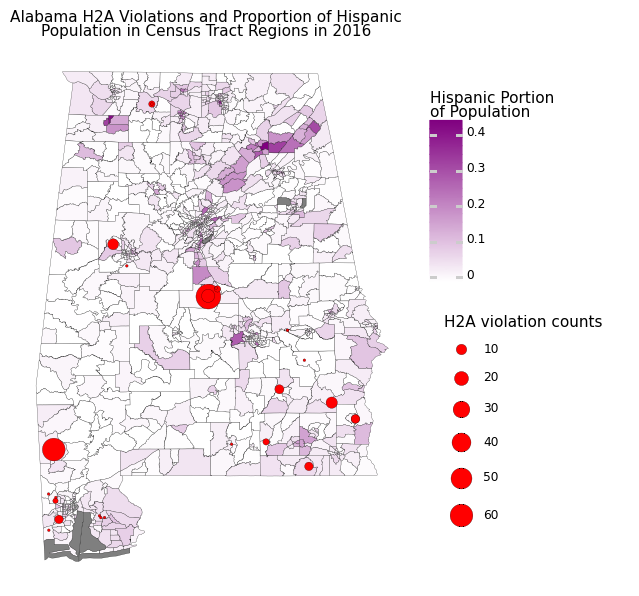 Alabama H2A Violations and Proportion of Hispanic
Population in Census Tract Regions in 2016
Hispanic Portion
of Population
0.4
0.3
0.2
0.1
0
H2A violation counts
10
20
30
40
50
60